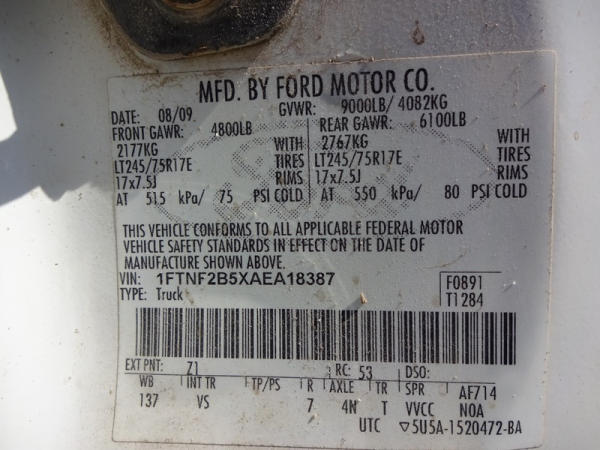 MFD. BY FORD MOTOR CO.
DATE: 08/09 GVWR: 9000LB/ 4082KG
FRONT GAWR: 4800LB REAR GAWR: 6100LB
2177KG WITH 2767KG WITH
LT245/75R17E TIRES LT245/75R17E TIRES
17x7.5J RIMS 17x7.5J RIMS
AT 515 kPa/ 75 PSI COLD AT 550 kPa/ 80 PSI COLD
THIS VEHICLE CONFORMS TO ALL APPLICABLE FEDERAL MOTOR
VEHICLE SAFETY STANDARDS IN EFFECT ON THE DATE OF
MANUFACTURE SHOWN ABOVE.
VIN: 1FTNF2B5XAEA18387 F0891
TYPE: Truck T1284
EXT PNT: Z1 RC: 53 DSO:
WB INT TR TP/PS R AXLE TR SPR AF714
137 VS 7 4N T VVCC NOA
UTC ▽5U5A-1520472-BA